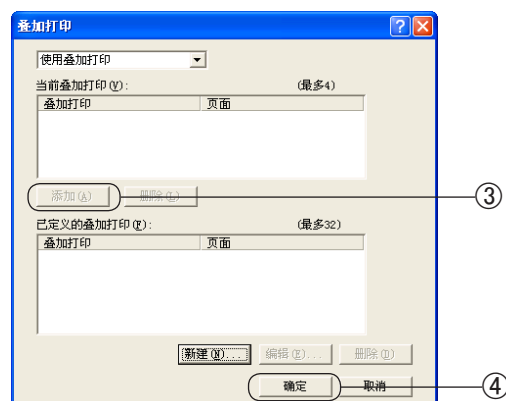 叠加打印
使用叠加打印
当前叠加打印(V): (最多4)
叠加打印 页面
添加(A) 删除(L) ③
已定义的叠加打印(F): (最多32)
叠加打印 页面
新建(N)... 编辑(E)... 删除(D)
确定 取消 ④